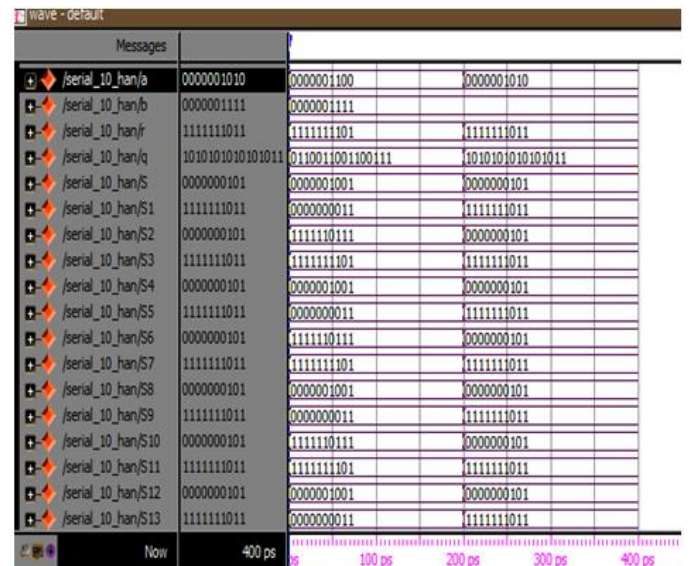 wave - default
Messages
/serial_10_han/a 0000001010 0000001100 0000001010
/serial_10_han/b 0000001111 0000001111
/serial_10_han/r 1111111011 1111111101 1111111011
/serial_10_han/q 1010101010101011 0110011001100111 1010101010101011
/serial_10_han/S 0000000101 0000001001 0000000101
/serial_10_han/S1 1111111011 0000000011 1111111011
/serial_10_han/S2 0000000101 1111110111 0000000101
/serial_10_han/S3 1111111011 1111111101 1111111011
/serial_10_han/S4 0000000101 0000001001 0000000101
/serial_10_han/S5 1111111011 0000000011 1111111011
/serial_10_han/S6 0000000101 1111110111 0000000101
/serial_10_han/S7 1111111011 1111111101 1111111011
/serial_10_han/S8 0000000101 0000001001 0000000101
/serial_10_han/S9 1111111011 0000000011 1111111011
/serial_10_han/S10 0000000101 1111110111 0000000101
/serial_10_han/S11 1111111011 1111111101 1111111011
/serial_10_han/S12 0000000101 0000001001 0000000101
/serial_10_han/S13 1111111011 0000000011 1111111011
Now 400 ps ps 100 ps 200 ps 300 ps 400 ps